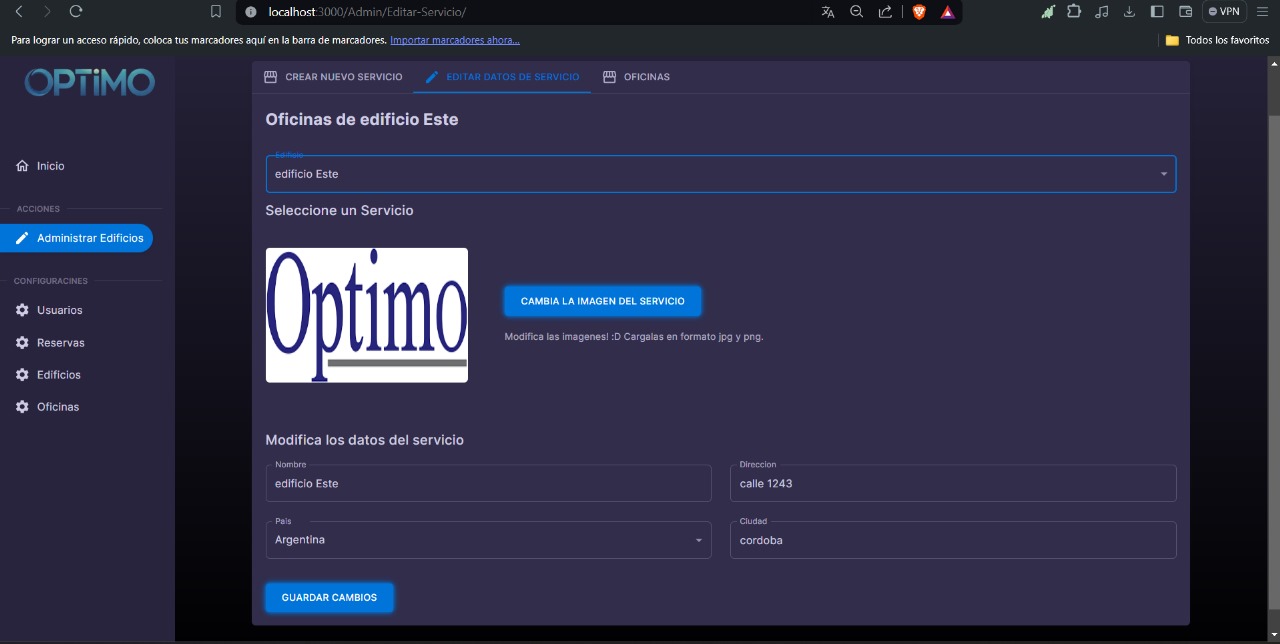 localhost:3000/Admin/Editar-Servicio/
VPN
Para lograr un acceso rápido, coloca tus marcadores aquí en la barra de marcadores. Importar marcadores ahora...
Todos los favoritos
OPTiMO
CREAR NUEVO SERVICIO
EDITAR DATOS DE SERVICIO
OFICINAS
Oficinas de edificio Este
Edificio
edificio Este
Inicio
ACCIONES
Administrar Edificios
CONFIGURACINES
Usuarios
Reservas
Edificios
Oficinas
Seleccione un Servicio
Optimo
CAMBIA LA IMAGEN DEL SERVICIO
Modifica las imagenes! :D Cargalas en formato jpg y png.
Modifica los datos del servicio
Nombre
edificio Este
Direccion
calle 1243
Pais
Argentina
Ciudad
cordoba
GUARDAR CAMBIOS